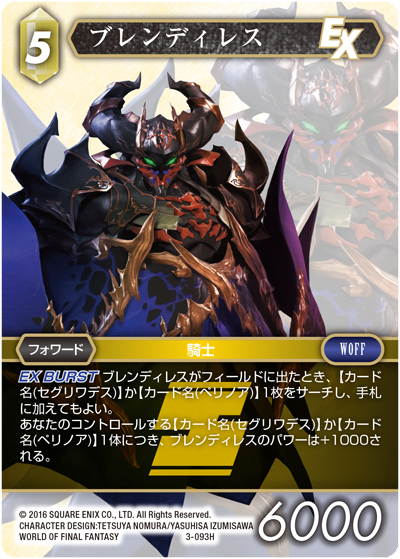 5
ブレンディレス
EX
フォワード
騎士
WOFF
EX BURST ブレンディレスがフィールドに出たとき、【カード
名(セグリワデス)】か【カード名(ペリノア)】1枚をサーチし、手札
に加えてもよい。
あなたのコントロールする【カード名(セグリワデス)】か【カード
名(ペリノア)】1体につき、ブレンディレスのパワーは+1000さ
れる。
© 2016 SQUARE ENIX CO., LTD. All Rights Reserved.
CHARACTER DESIGN:TETSUYA NOMURA/YASUHISA IZUMISAWA
WORLD OF FINAL FANTASY
3-093H
6000